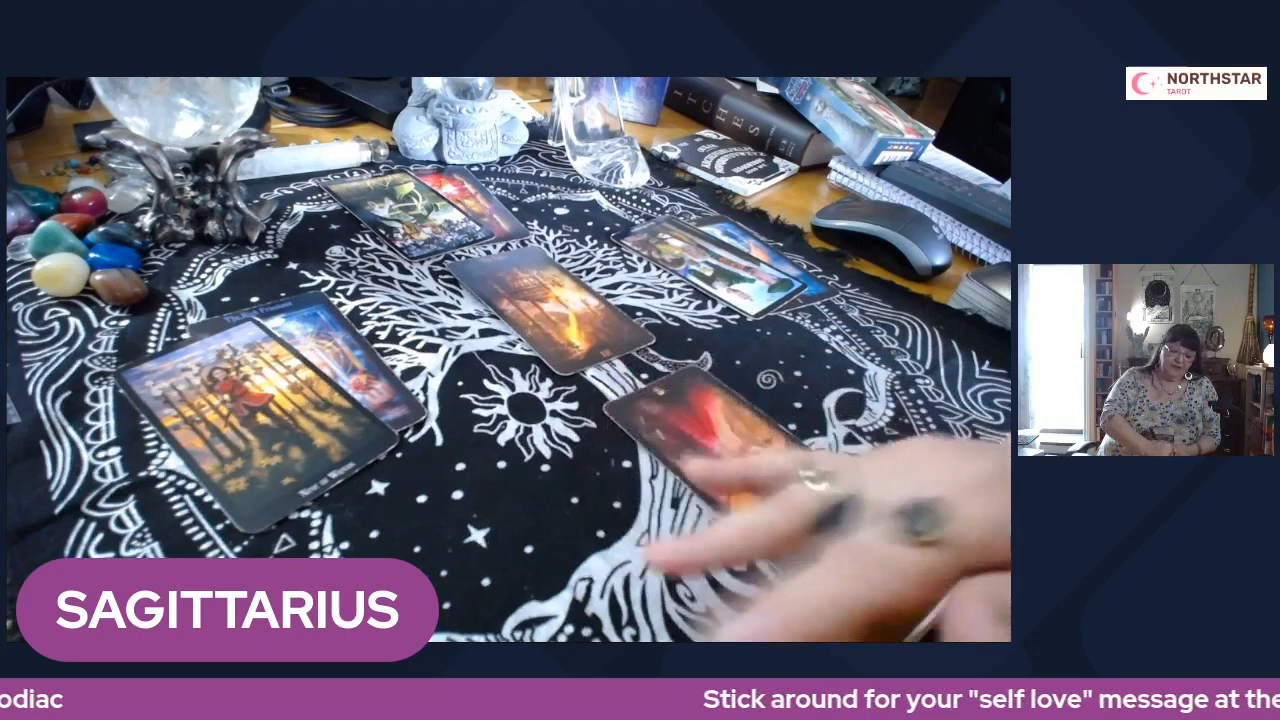 NORTHSTAR
TAROT
SAGITTARIUS
odiac
Stick around for your "self love" message at the